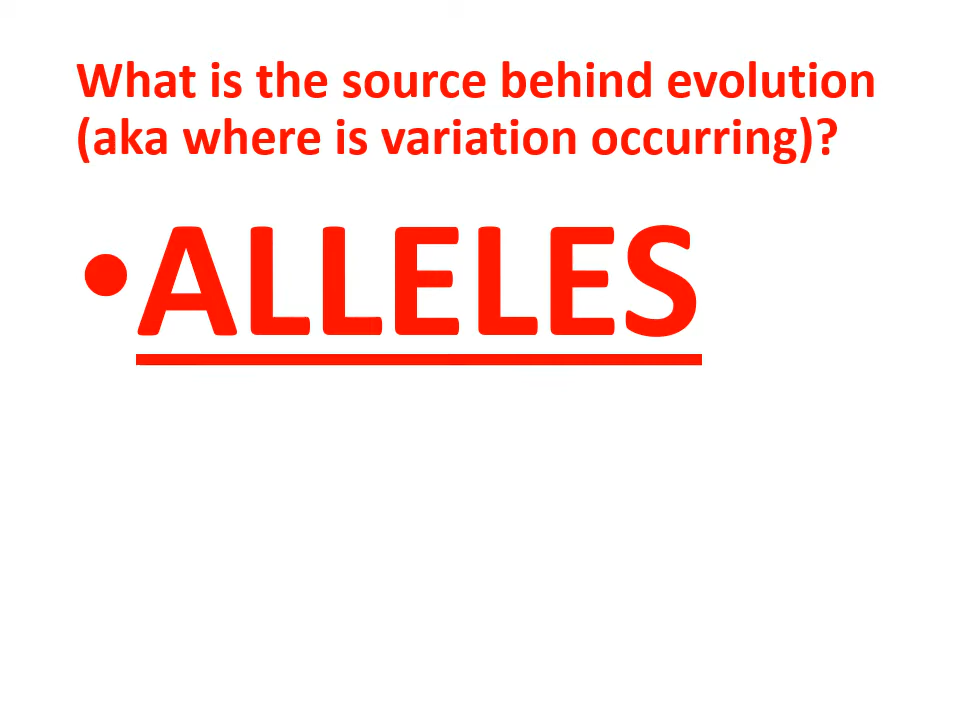 What is the source behind evolution
(aka where is variation occurring)?
•ALLELES